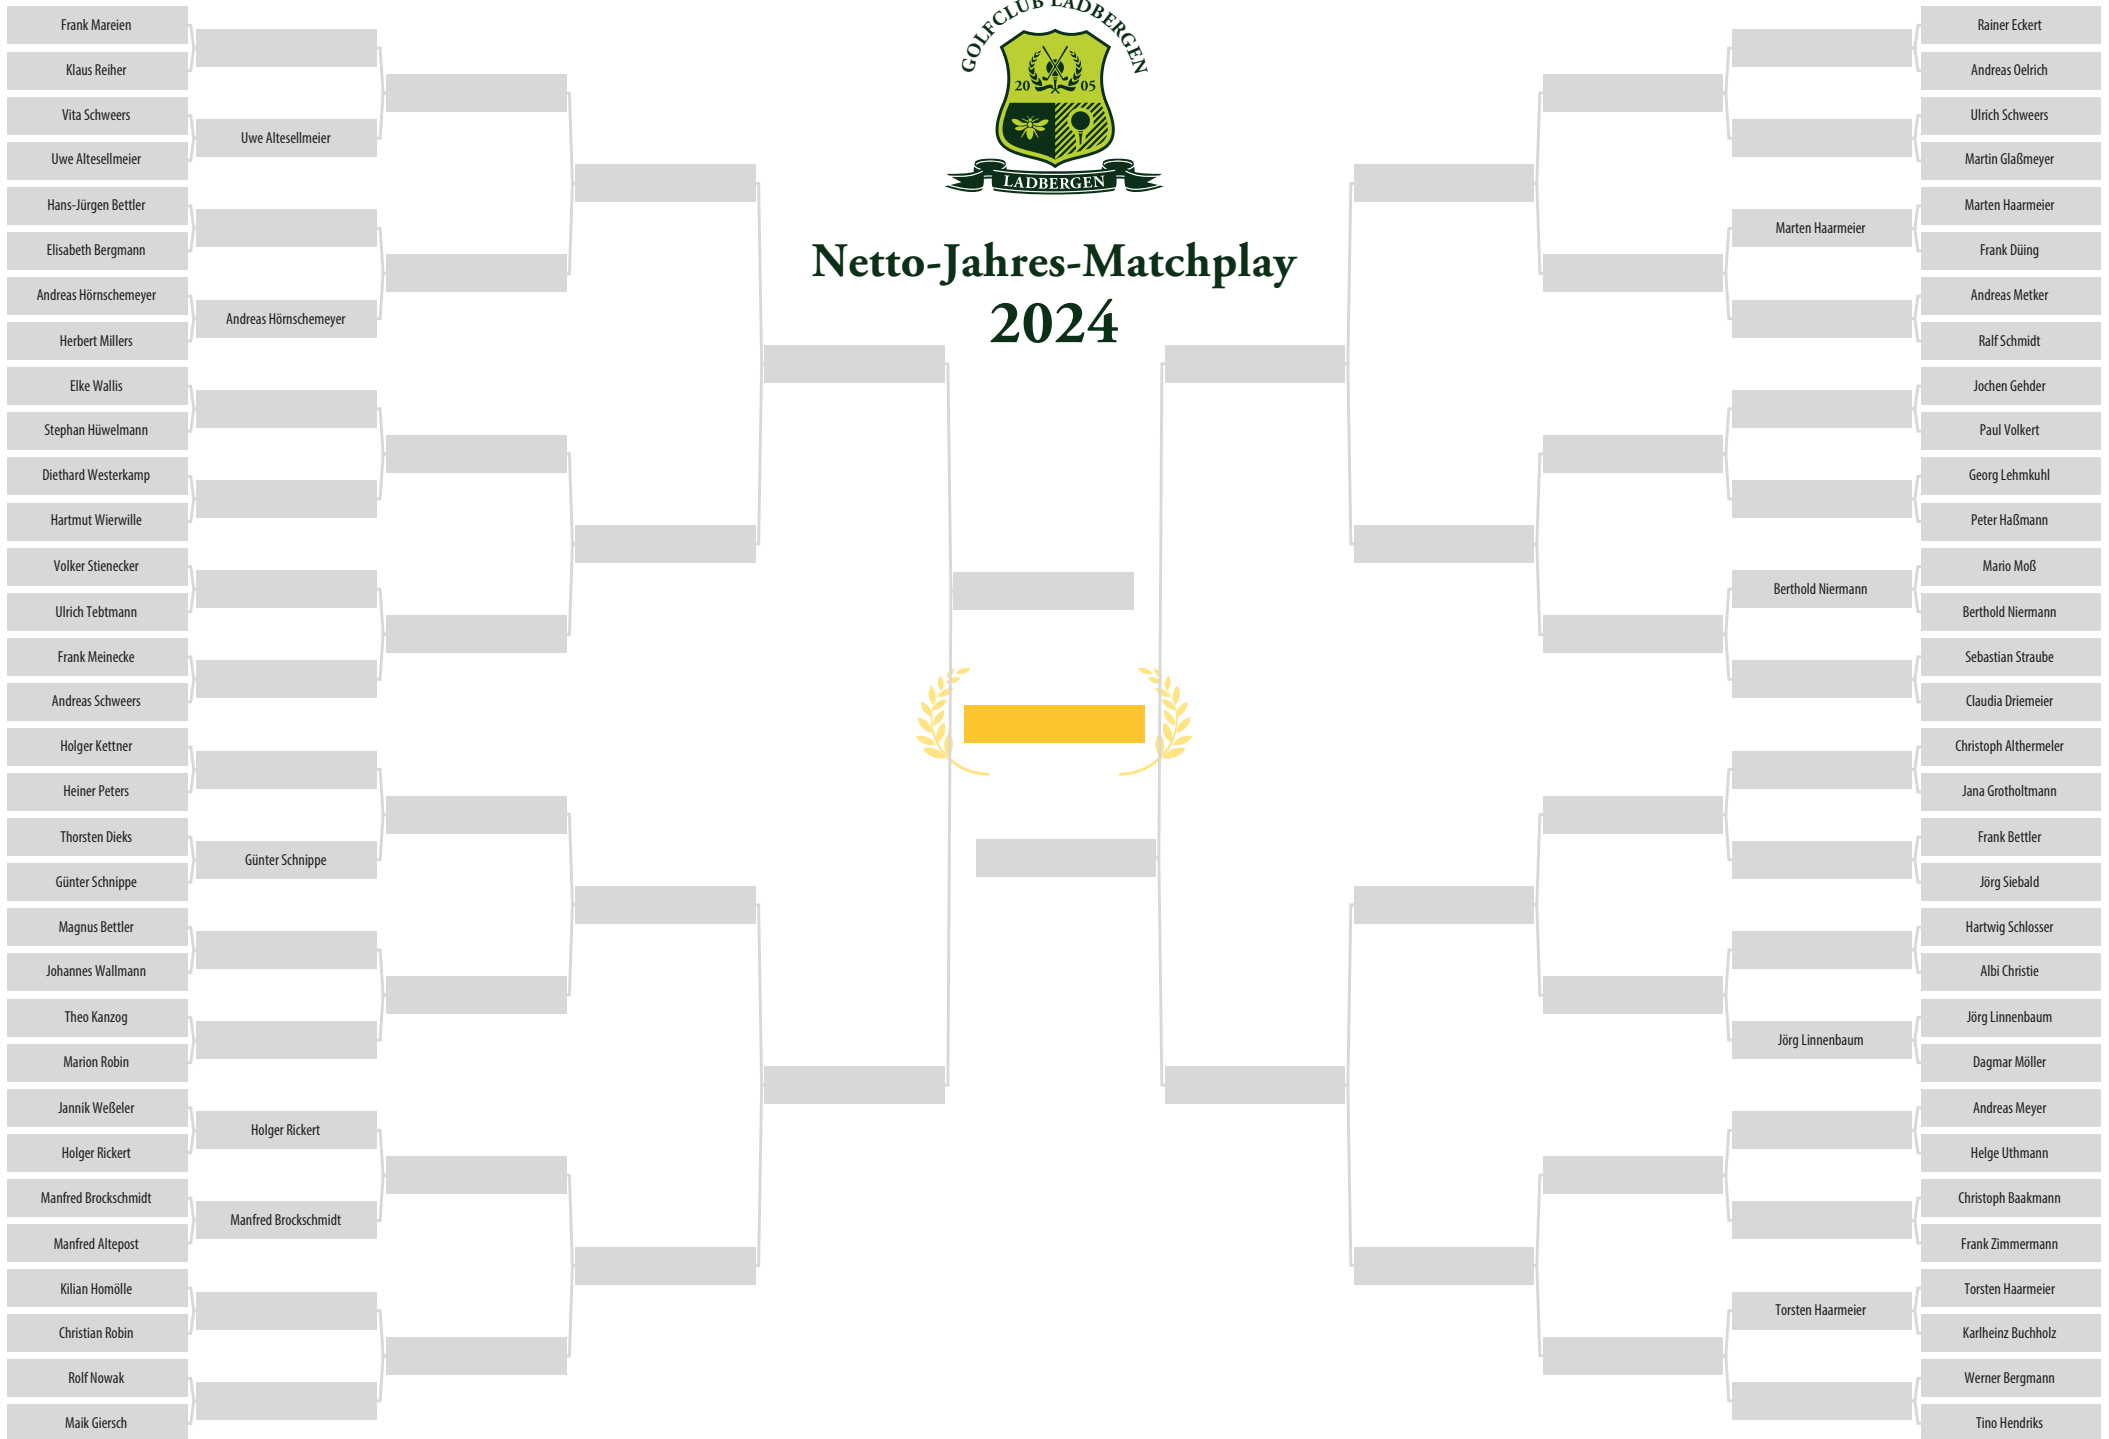 GOLFCLUB LADBERGEN
20 05
LADBERGEN
Netto-Jahres-Matchplay
2024
Frank Mareien
Klaus Reiher
Vita Schweers
Uwe Altesellmeier
Hans-Jürgen Bettler
Elisabeth Bergmann
Andreas Hörnschemeyer
Herbert Millers
Elke Wallis
Stephan Hüwelmann
Diethard Westerkamp
Hartmut Wierwille
Volker Stienecker
Ulrich Tebtmann
Frank Meinecke
Andreas Schweers
Holger Kettner
Heiner Peters
Thorsten Dieks
Günter Schnippe
Magnus Bettler
Johannes Wallmann
Theo Kanzog
Marion Robin
Jannik Weßeler
Holger Rickert
Manfred Brockschmidt
Manfred Altepost
Kilian Homölle
Christian Robin
Rolf Nowak
Maik Giersch
Uwe Altesellmeier
Andreas Hörnschemeyer
Günter Schnippe
Holger Rickert
Manfred Brockschmidt
Marten Haarmeier
Berthold Niermann
Jörg Linnenbaum
Torsten Haarmeier
Rainer Eckert
Andreas Oelrich
Ulrich Schweers
Martin Glaßmeyer
Marten Haarmeier
Frank Düing
Andreas Metker
Ralf Schmidt
Jochen Gehder
Paul Volkert
Georg Lehmkuhl
Peter Haßmann
Mario Moß
Berthold Niermann
Sebastian Straube
Claudia Driemeier
Christoph Althermeler
Jana Grotholtmann
Frank Bettler
Jörg Siebald
Hartwig Schlosser
Albi Christie
Jörg Linnenbaum
Dagmar Möller
Andreas Meyer
Helge Uthmann
Christoph Baakmann
Frank Zimmermann
Torsten Haarmeier
Karlheinz Buchholz
Werner Bergmann
Tino Hendriks